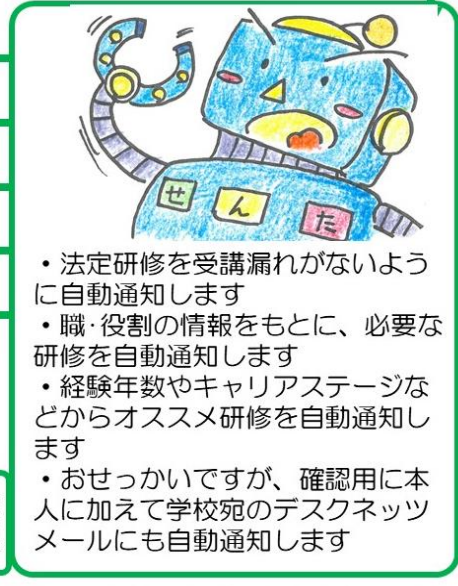 せんた
・法定研修を受講漏れがないよう
に自動通知します
・職・役割の情報をもとに、必要な
研修を自動通知します
・経験年数やキャリアステージな
どからオススメ研修を自動通知し
ます
・おせっかいですが、確認用に本
人に加えて学校宛のデスクネッツ
メールにも自動通知します